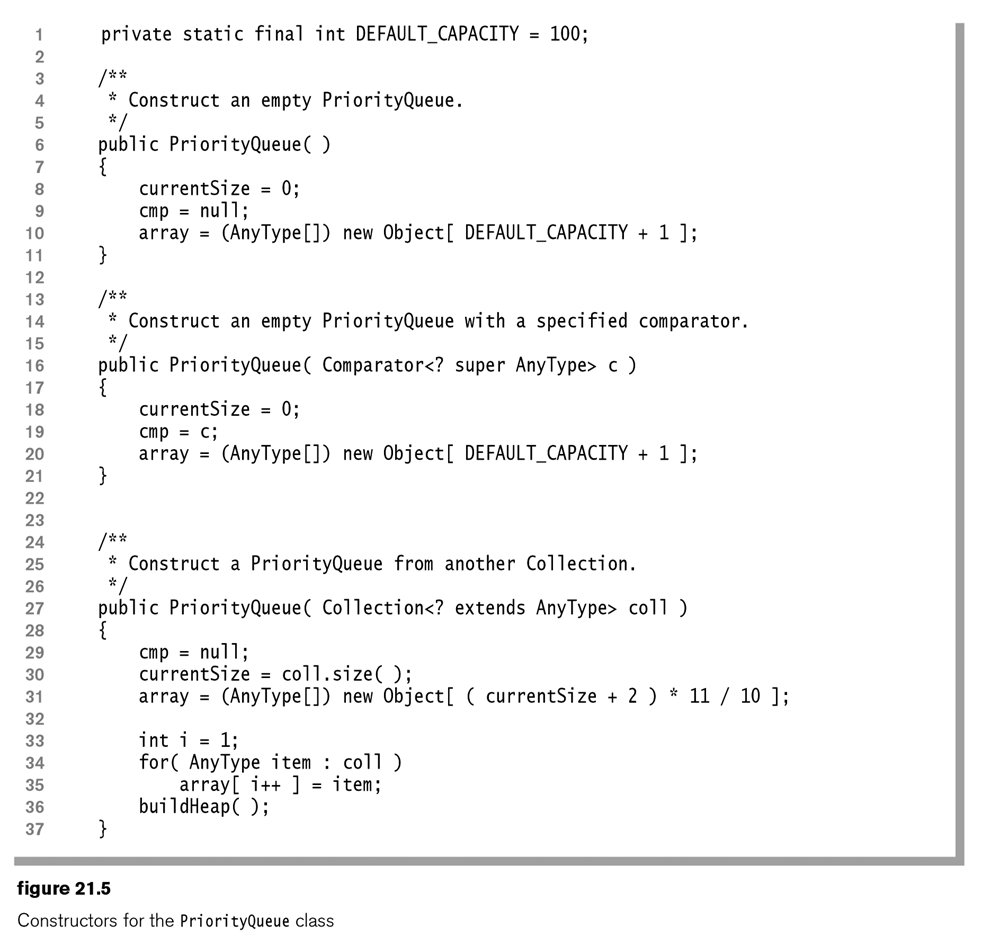 1 private static final int DEFAULT_CAPACITY = 100;
2
3 /**
4 * Construct an empty PriorityQueue.
5 */
6 public PriorityQueue( )
7 {
8 currentSize = 0;
9 cmp = null;
10 array = (AnyType[]) new Object[ DEFAULT_CAPACITY + 1 ];
11 }
12
13 /**
14 * Construct an empty PriorityQueue with a specified comparator.
15 */
16 public PriorityQueue( Comparator<? super AnyType> c )
17 {
18 currentSize = 0;
19 cmp = c;
20 array = (AnyType[]) new Object[ DEFAULT_CAPACITY + 1 ];
21 }
22
23
24 /**
25 * Construct a PriorityQueue from another Collection.
26 */
27 public PriorityQueue( Collection<? extends AnyType> coll )
28 {
29 cmp = null;
30 currentSize = coll.size( );
31 array = (AnyType[]) new Object[ ( currentSize + 2 ) * 11 / 10 ];
32
33 int i = 1;
34 for( AnyType item : coll )
35 array[ i++ ] = item;
36 buildHeap( );
37 }
figure 21.5
Constructors for the PriorityQueue class